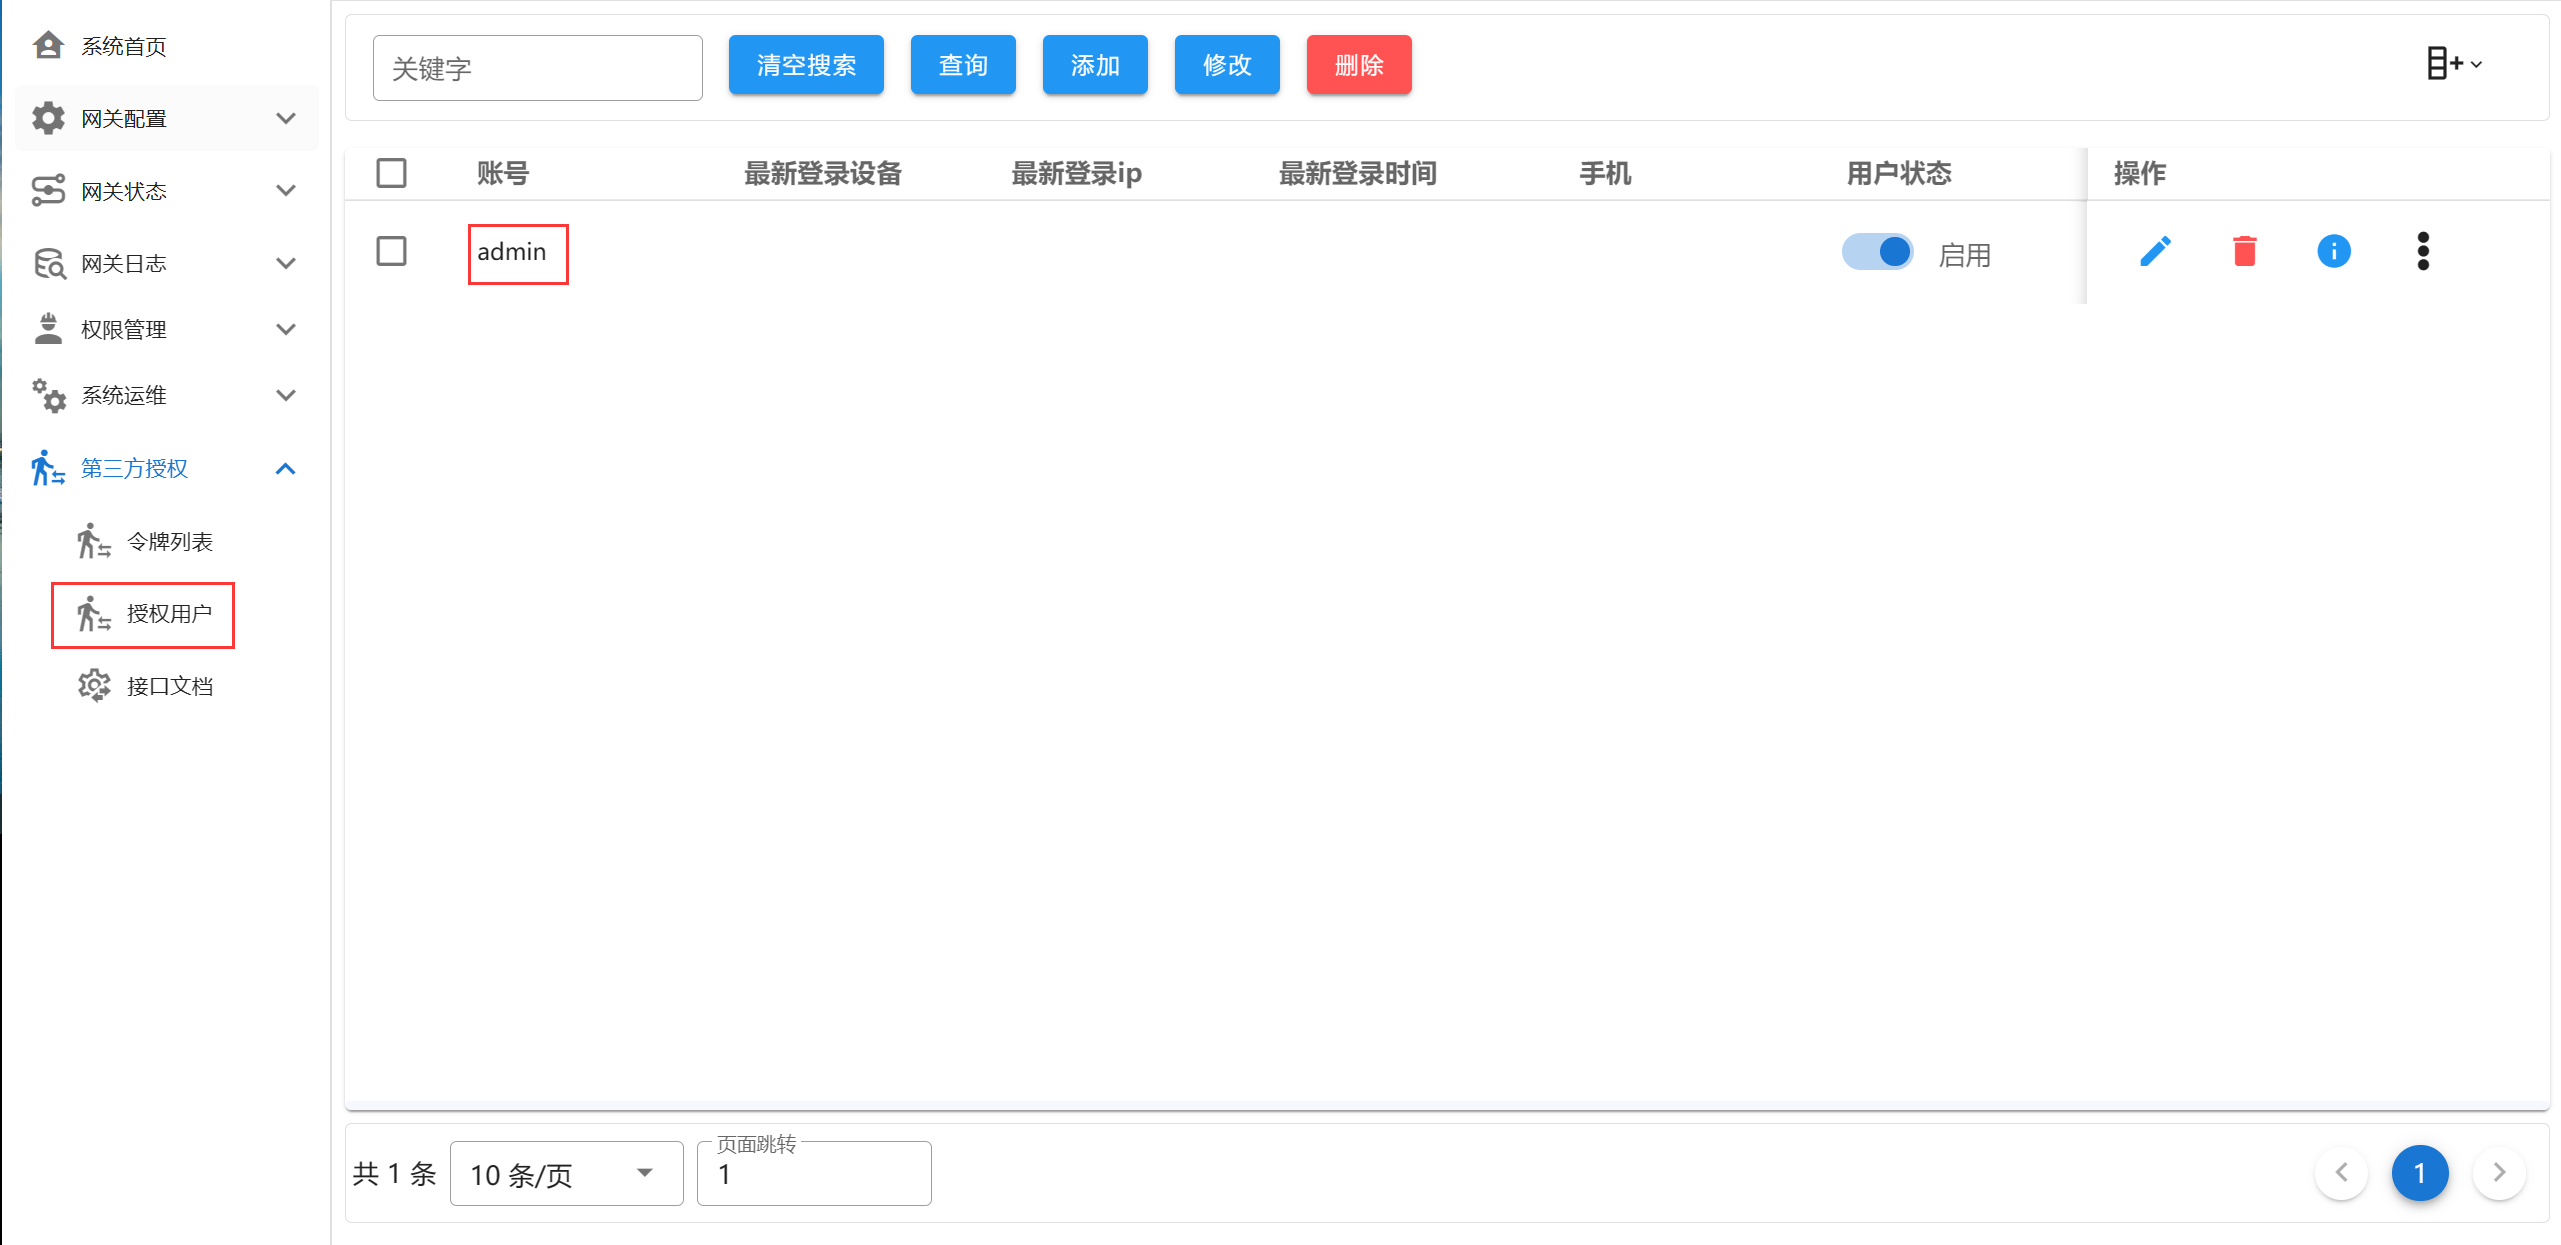 系统首页
网关配置
网关状态
网关日志
权限管理
系统运维
第三方授权
令牌列表
授权用户
接口文档
关键字
清空搜索 查询 添加 修改 删除
账号 最新登录设备 最新登录ip 最新登录时间 手机 用户状态 操作
admin 启用
共 1 条 10 条/页 页面跳转 1 1